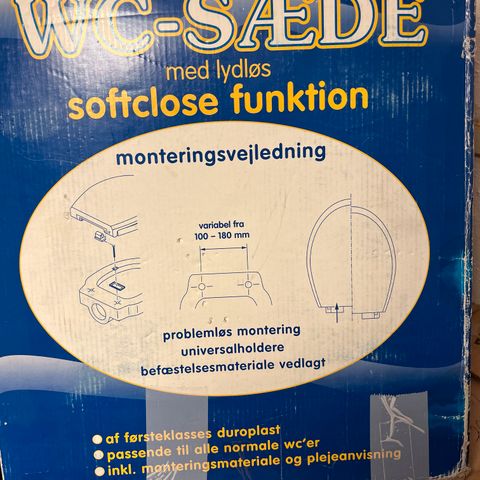 WC-SÆDE
med lydløs
softclose funktion
monteringsvejledning
variabel fra
100 – 180 mm
problemløs montering
universalholdere
befæstelsesmateriale vedlagt
af førsteklasses duroplast
passende til alle normale wc'er
inkl. monteringsmateriale og plejeanvisning